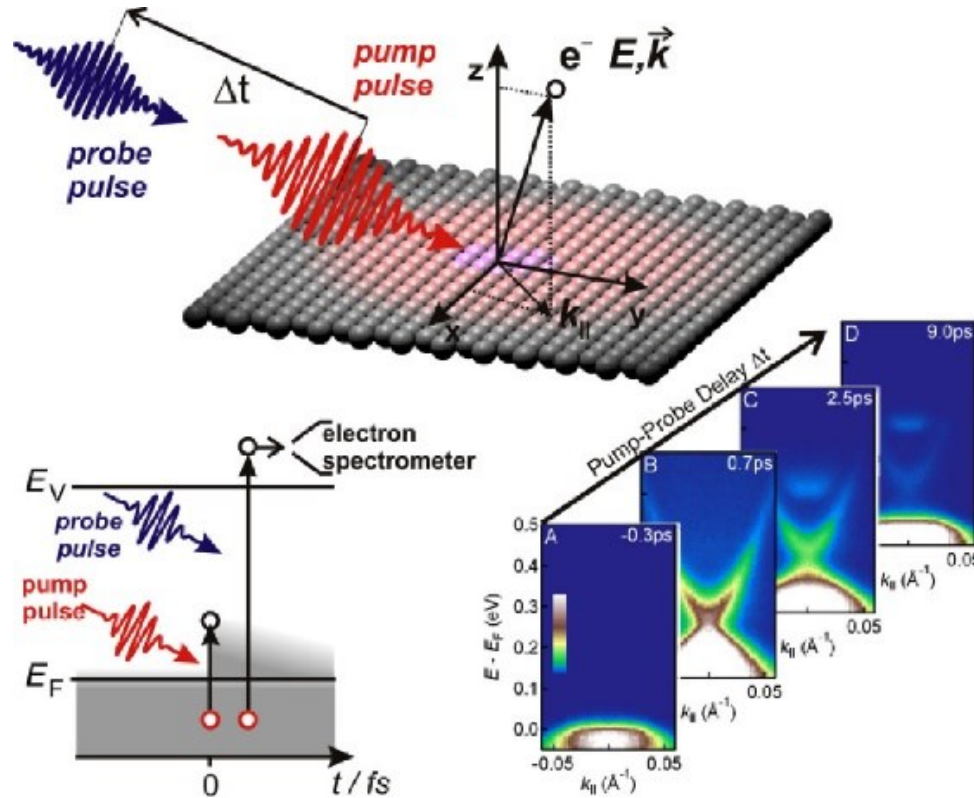 pump
pulse
Δt
probe
pulse
z
e⁻ E,k⃗
x
k||
y
electron
spectrometer
E_V
probe
pulse
pump
pulse
E_F
0
t / fs
Pump-Probe Delay Δt
A
-0.3ps
B
0.7ps
C
2.5ps
D
9.0ps
E - E_F (eV)
0.5
0.4
0.3
0.2
0.1
0.0
-0.05
0.05
k|| (Å⁻¹)
0.05
k|| (Å⁻¹)
0.05
k|| (Å⁻¹)
0.05
k|| (Å⁻¹)